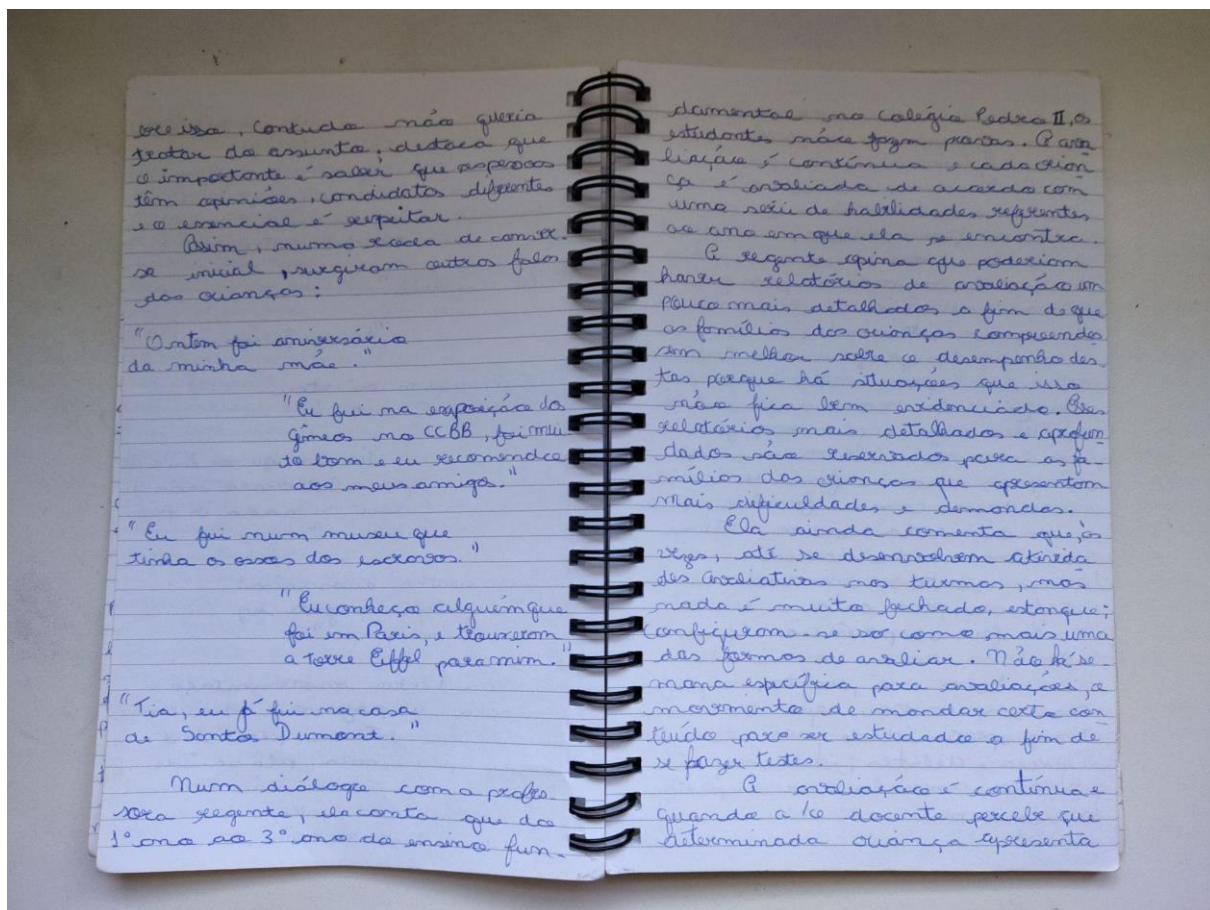 sobre isso, contudo não queria
tratar do assunto, destaca que
o importante é saber que as pessoas
têm opiniões, candidatos diferentes
e o essencial é respeitar.
Assim, numa roda de conver-
sa inicial, surgiram outras falas
das crianças:
"Ontem foi aniversário
da minha mãe."
"Eu fui na exposição dos
gêmeos no CCBB, foi mui
to bom e eu recomendo
aos meus amigos."
"Eu fui num museu que
tinha os ossos dos escravos."
"Eu conheço alguém que
foi em Paris, e trouxeram
a torre Eiffel para mim."
"Tia, eu já fui na casa
de Santos Dumont."
Num diálogo com a profes
sora regente, ela conta que do
1º ano ao 3º ano do ensino fun-
damental no Colégio Pedro II, os
estudantes não fazem provas. A ava
liação é contínua e cada crian
ça é avaliada de acordo com
uma série de habilidades referentes
ao ano em que ela se encontra.
A regente opina que poderiam
haver relatórios de avaliação um
pouco mais detalhados a fim de que
as famílias das crianças compreendes
sem melhor sobre o desempenho des
tas porque há situações que isso
não fica bem evidenciado. Esses
relatórios mais detalhados e aprofun
dados são reservados para as fa-
mílias das crianças que apresentam
mais dificuldades e demandas.
Ela ainda comenta que, às
vezes, até se desenvolvem ativida
des avaliativas nas turmas, mas
nada é muito fechado, estanque;
configuram-se só como mais uma
das formas de avaliar. Não há se-
mana específica para avaliações, o
movimento de mandar certo con
teúdo para ser estudado a fim de
se fazer testes.
A avaliação é contínua e
quando a/o docente percebe que
determinada criança apresenta